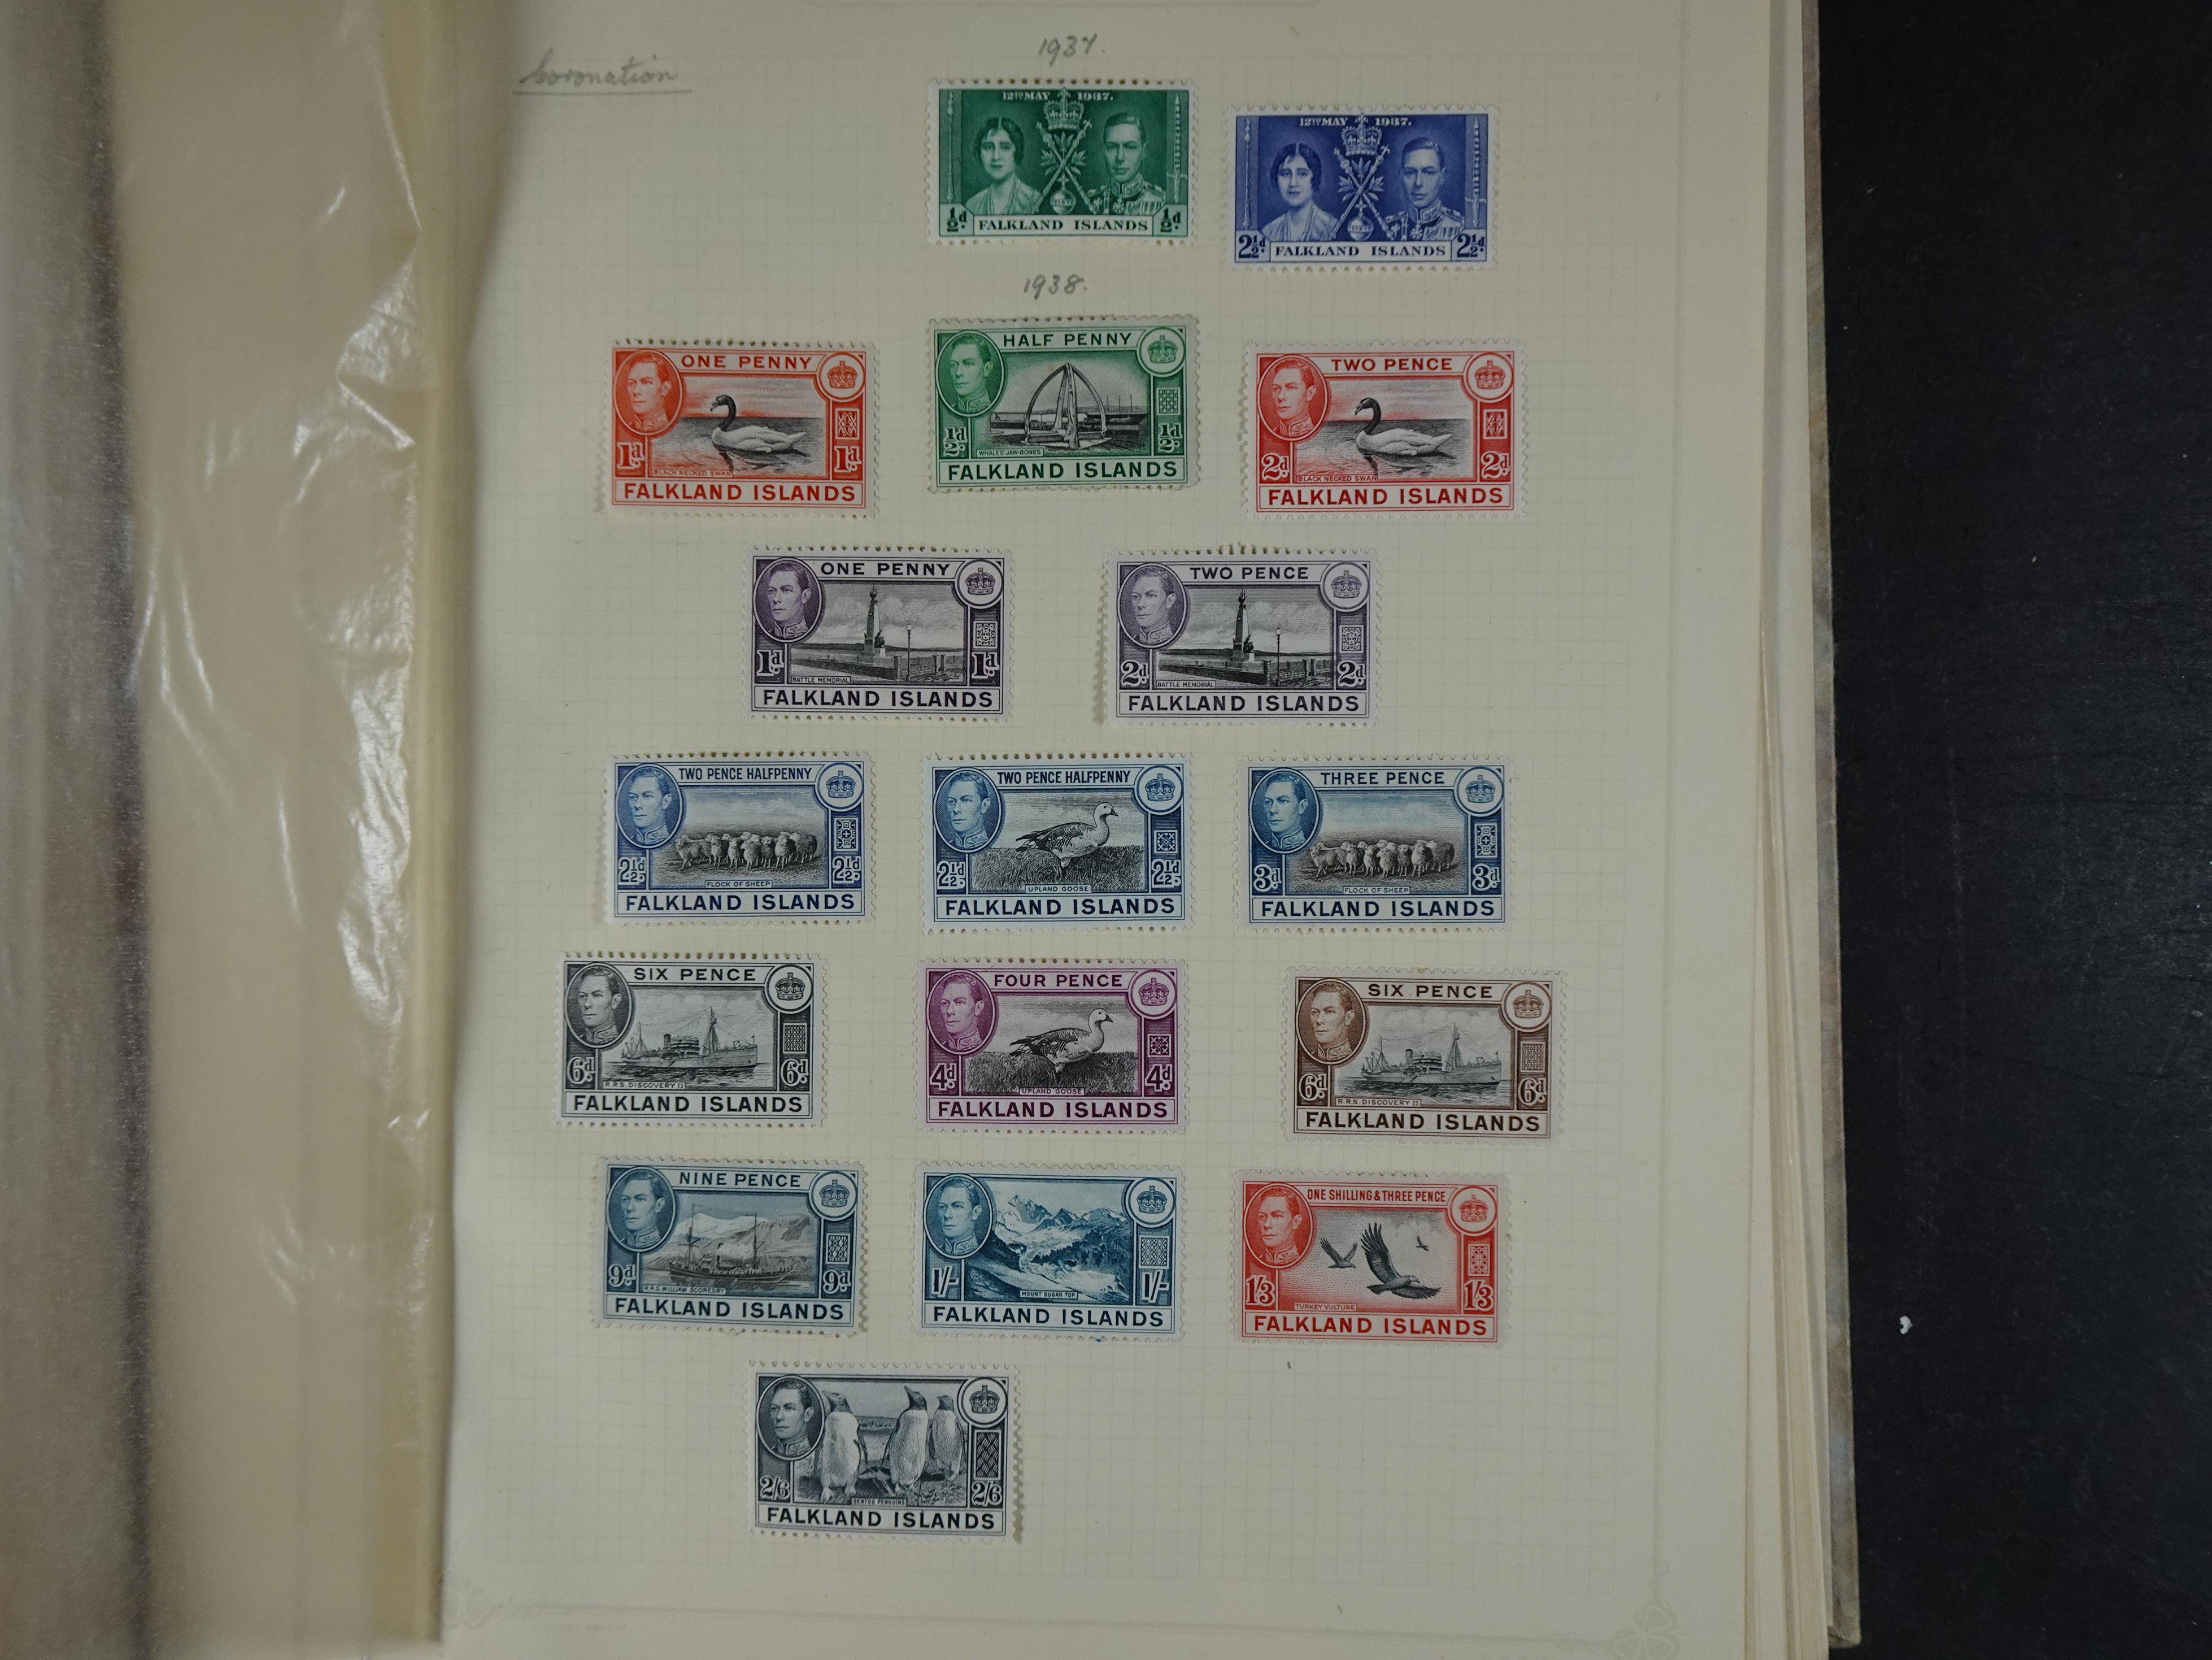 1937.
Coronation
12TH MAY 1937.
½d FALKLAND ISLANDS ½d
12TH MAY 1937.
2½d FALKLAND ISLANDS 2½d
1938.
ONE PENNY
1d 1d
BLACK NECKED SWAN
FALKLAND ISLANDS
HALF PENNY
½d ½d
WHALES' JAW-BONES
FALKLAND ISLANDS
TWO PENCE
2d 2d
BLACK NECKED SWAN
FALKLAND ISLANDS
ONE PENNY
1d 1d
BATTLE MEMORIAL
FALKLAND ISLANDS
TWO PENCE
2d 2d
BATTLE MEMORIAL
FALKLAND ISLANDS
TWO PENCE HALFPENNY
2½d 2½d
FLOCK OF SHEEP
FALKLAND ISLANDS
TWO PENCE HALFPENNY
2½d 2½d
UPLAND GOOSE
FALKLAND ISLANDS
THREE PENCE
3d 3d
FLOCK OF SHEEP
FALKLAND ISLANDS
SIX PENCE
6d 6d
R.R.S. DISCOVERY II
FALKLAND ISLANDS
FOUR PENCE
4d 4d
UPLAND GOOSE
FALKLAND ISLANDS
SIX PENCE
6d 6d
R.R.S. DISCOVERY II
FALKLAND ISLANDS
NINE PENCE
9d 9d
R.R.S. WILLIAM SCORESBY
FALKLAND ISLANDS
1/- 1/-
MOUNT SUGAR TOP
FALKLAND ISLANDS
ONE SHILLING & THREE PENCE
1/3 1/3
TURKEY VULTURE
FALKLAND ISLANDS
2/6 2/6
GENTOO PENGUINS
FALKLAND ISLANDS